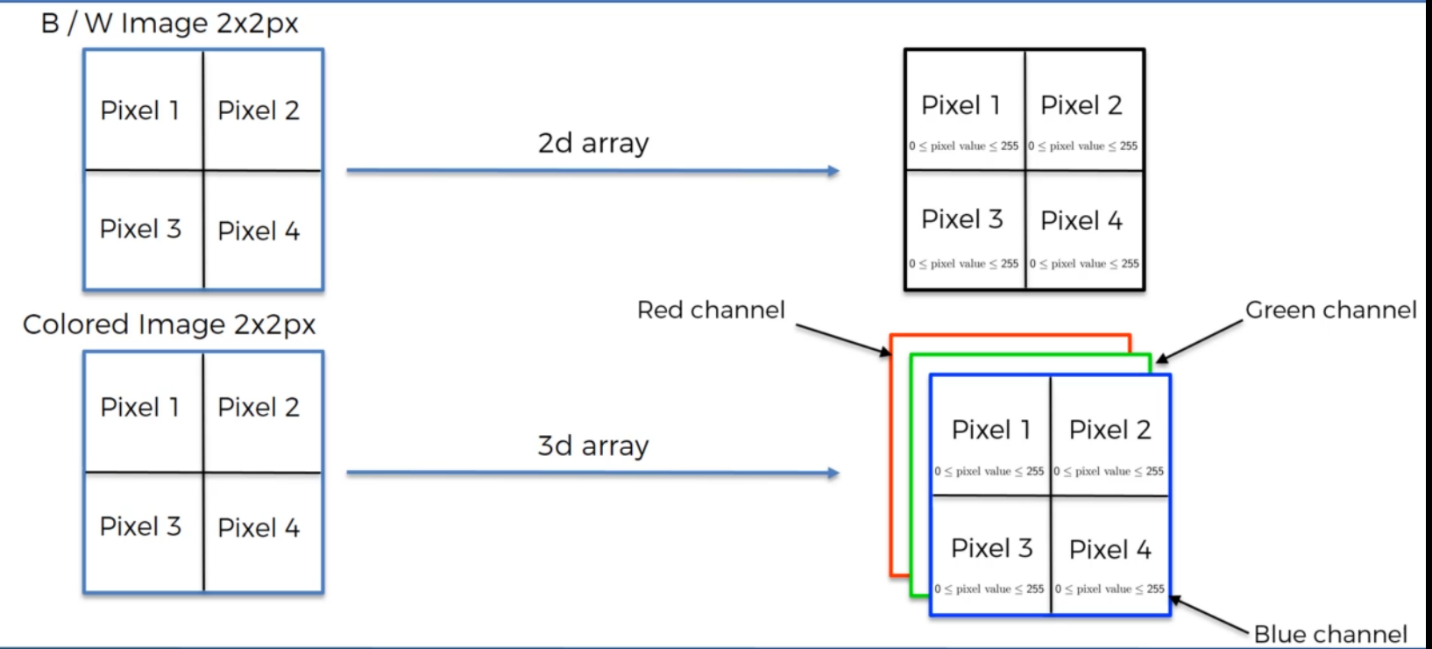 B / W Image 2x2px
Pixel 1 Pixel 2
Pixel 3 Pixel 4
2d array
Pixel 1 Pixel 2
0 ≤ pixel value ≤ 255 0 ≤ pixel value ≤ 255
Pixel 3 Pixel 4
0 ≤ pixel value ≤ 255 0 ≤ pixel value ≤ 255
Colored Image 2x2px
Pixel 1 Pixel 2
Pixel 3 Pixel 4
3d array
Red channel
Green channel
Pixel 1 Pixel 2
0 ≤ pixel value ≤ 255 0 ≤ pixel value ≤ 255
Pixel 3 Pixel 4
0 ≤ pixel value ≤ 255 0 ≤ pixel value ≤ 255
Blue channel